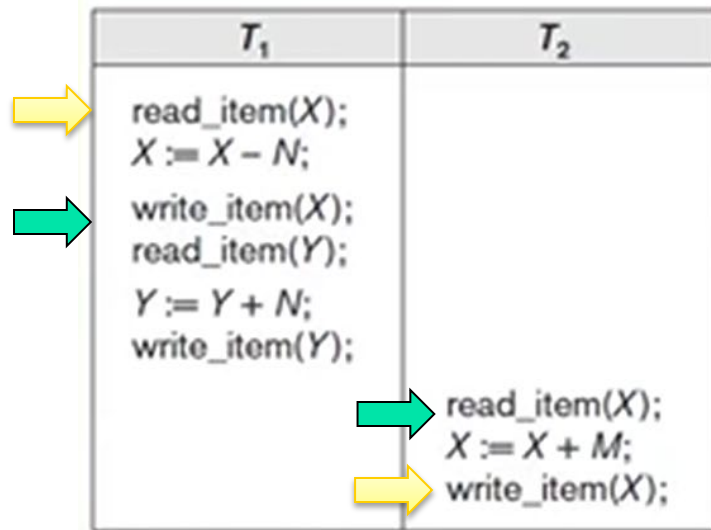 T₁ T₂
read_item(X);
X := X – N;
write_item(X);
read_item(Y);
Y := Y + N;
write_item(Y);
read_item(X);
X := X + M;
write_item(X);